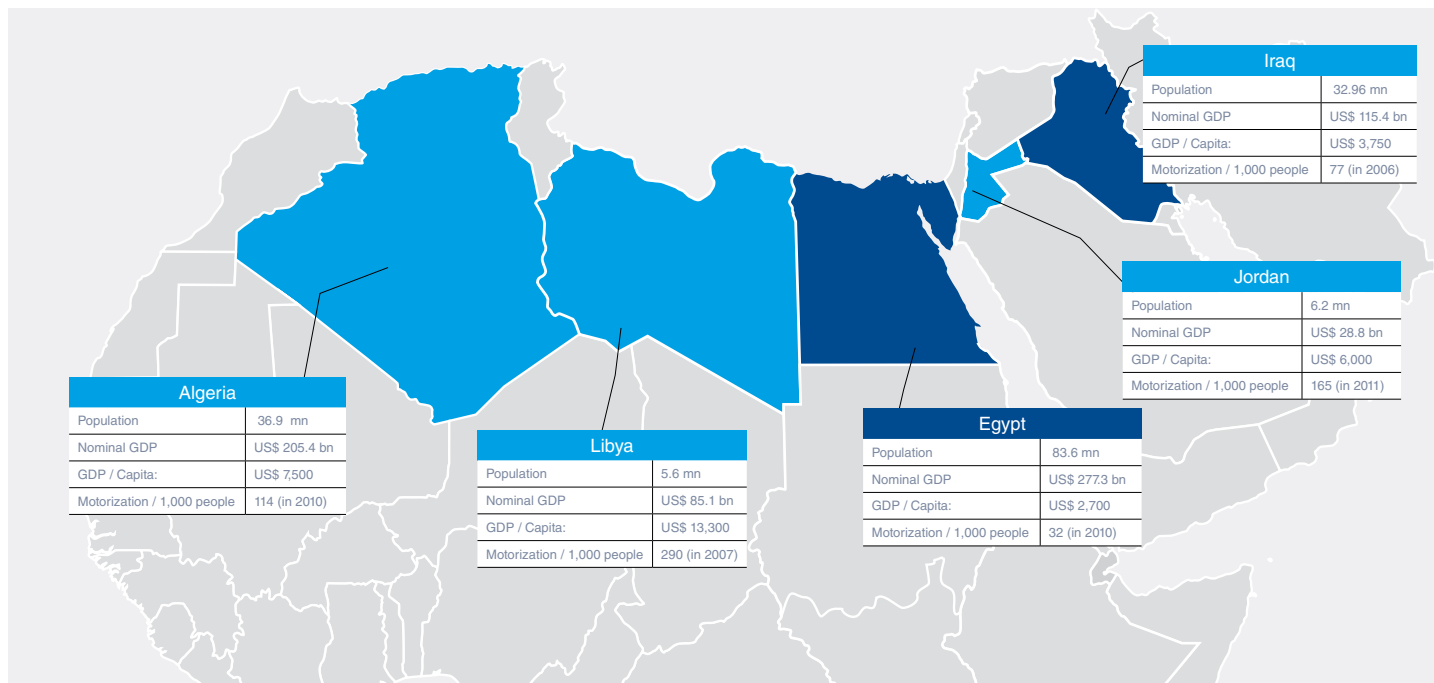 Iraq
Population 32.96 mn
Nominal GDP US$ 115.4 bn
GDP / Capita: US$ 3,750
Motorization / 1,000 people 77 (in 2006)
Jordan
Population 6.2 mn
Nominal GDP US$ 28.8 bn
GDP / Capita: US$ 6,000
Motorization / 1,000 people 165 (in 2011)
Algeria
Population 36.9 mn
Nominal GDP US$ 205.4 bn
GDP / Capita: US$ 7,500
Motorization / 1,000 people 114 (in 2010)
Libya
Population 5.6 mn
Nominal GDP US$ 85.1 bn
GDP / Capita: US$ 13,300
Motorization / 1,000 people 290 (in 2007)
Egypt
Population 83.6 mn
Nominal GDP US$ 277.3 bn
GDP / Capita: US$ 2,700
Motorization / 1,000 people 32 (in 2010)